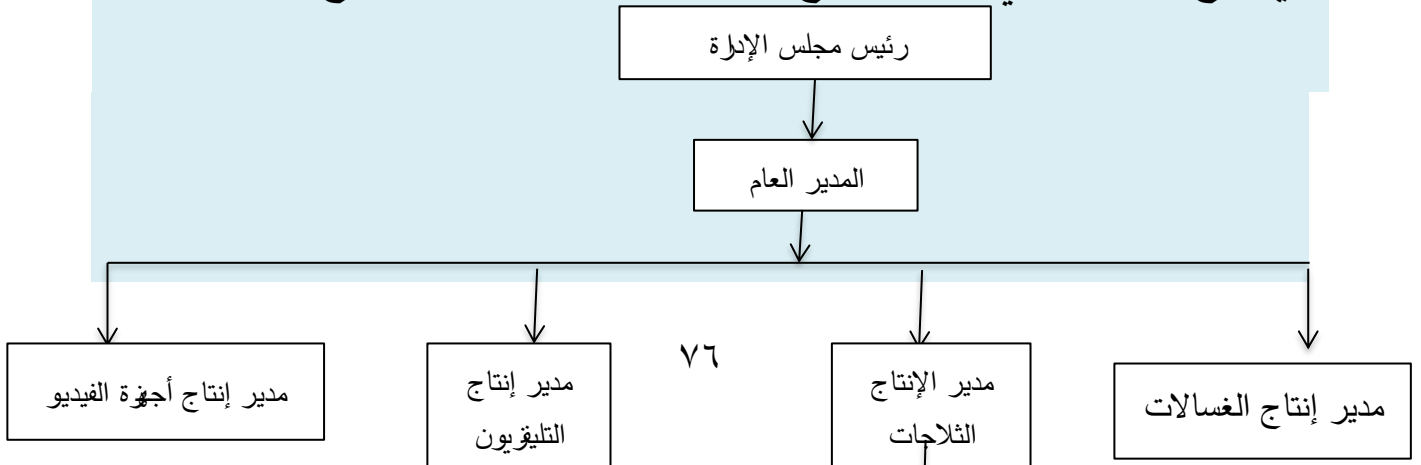 رئيس مجلس الإدارة
المدير العام
مدير إنتاج الغسالات
مدير الإنتاج
الثلاجات
مدير إنتاج
التليفزيون
مدير إنتاج أجهزة الفيديو
٧٦